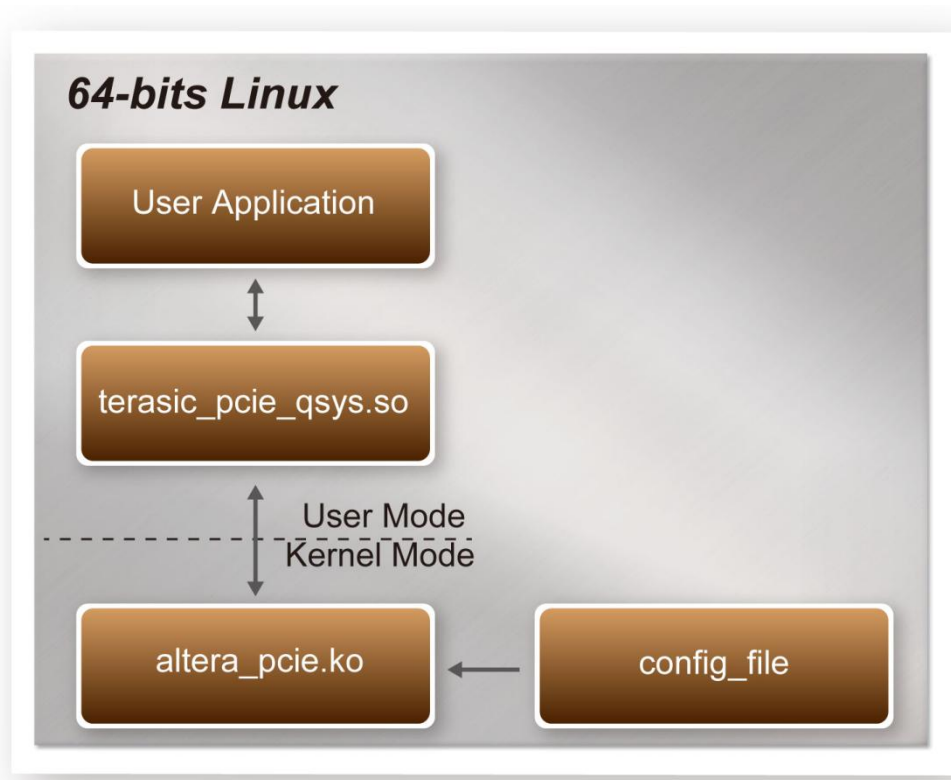 64-bits Linux
User Application
terasic_pcie_qsys.so
User Mode
Kernel Mode
altera_pcie.ko
config_file